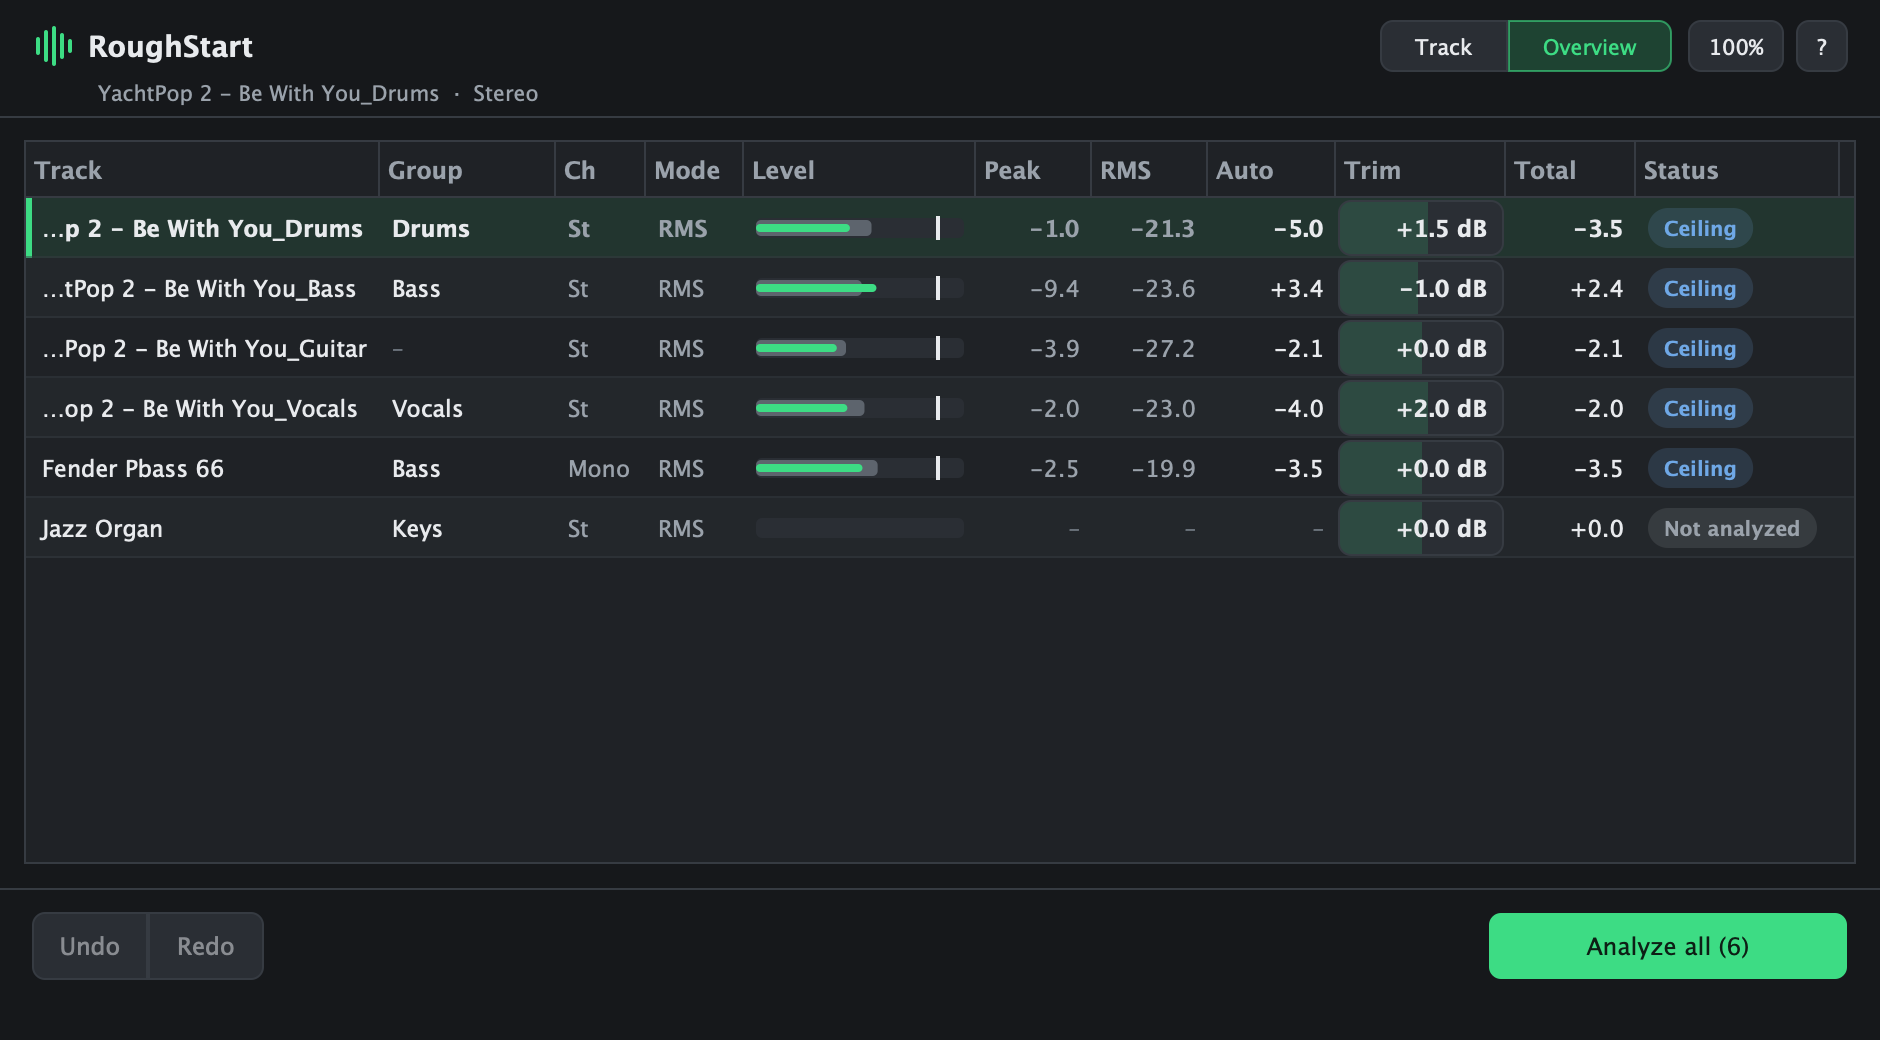 RoughStart
Track Overview 100% ?
YachtPop 2 – Be With You_Drums · Stereo
Track Group Ch Mode Level Peak RMS Auto Trim Total Status
...p 2 – Be With You_Drums Drums St RMS –1.0 –21.3 –5.0 +1.5 dB –3.5 Ceiling
...tPop 2 – Be With You_Bass Bass St RMS –9.4 –23.6 +3.4 –1.0 dB +2.4 Ceiling
...Pop 2 – Be With You_Guitar – St RMS –3.9 –27.2 –2.1 +0.0 dB –2.1 Ceiling
...op 2 – Be With You_Vocals Vocals St RMS –2.0 –23.0 –4.0 +2.0 dB –2.0 Ceiling
Fender Pbass 66 Bass Mono RMS –2.5 –19.9 –3.5 +0.0 dB –3.5 Ceiling
Jazz Organ Keys St RMS – – – +0.0 dB +0.0 Not analyzed
Undo Redo Analyze all (6)